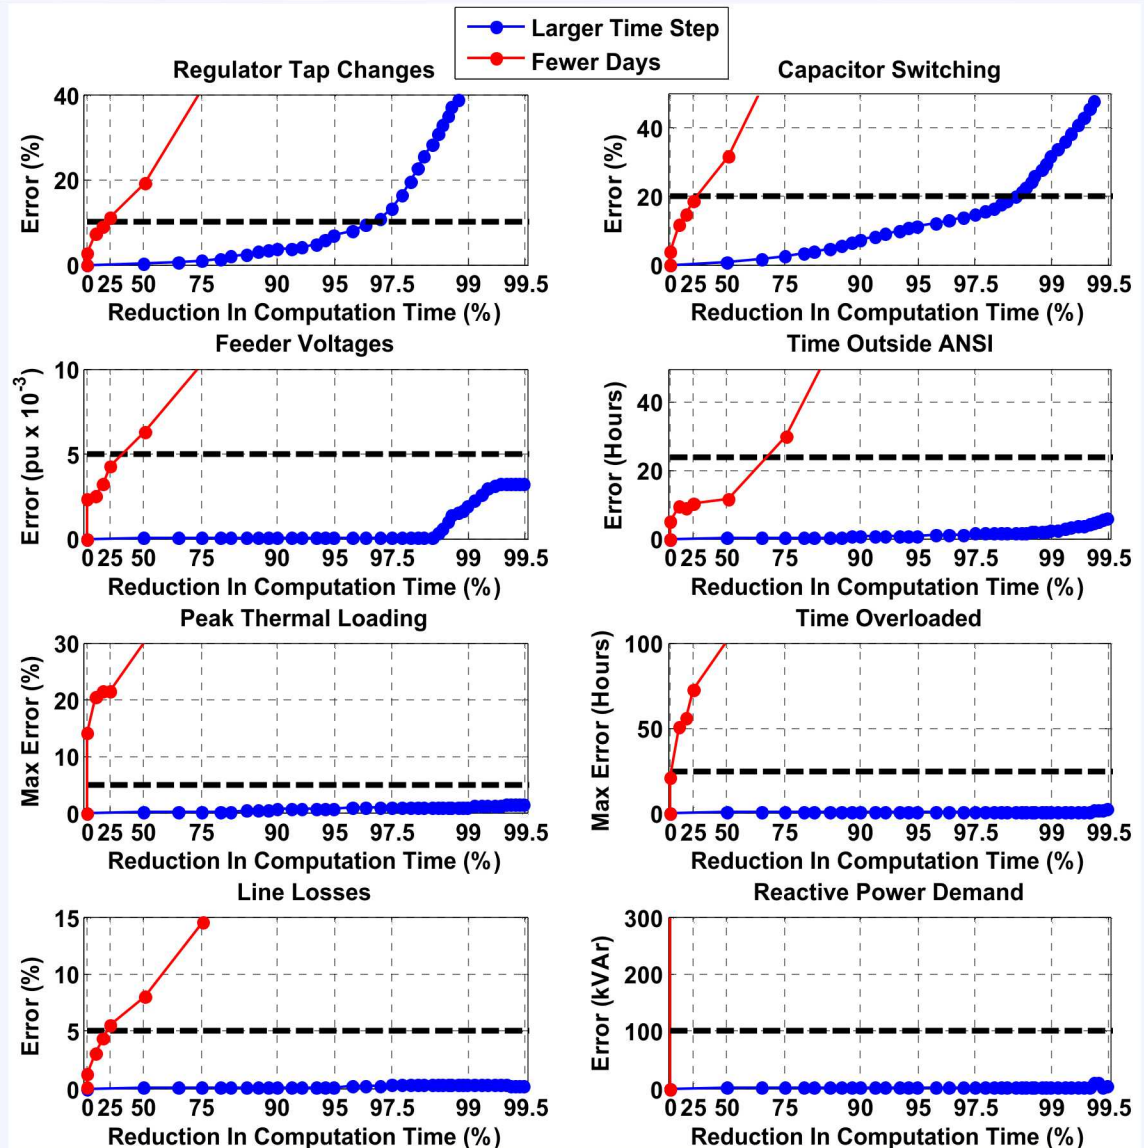 Larger Time Step
Fewer Days
Regulator Tap Changes
Error (%)
40
20
0
0 25 50 75 90 95 97.5 99 99.5
Reduction In Computation Time (%)
Capacitor Switching
Error (%)
40
20
0
0 25 50 75 90 95 97.5 99 99.5
Reduction In Computation Time (%)
Feeder Voltages
Error (pu x 10-3)
10
5
0
0 25 50 75 90 95 97.5 99 99.5
Reduction In Computation Time (%)
Time Outside ANSI
Error (Hours)
40
20
0
0 25 50 75 90 95 97.5 99 99.5
Reduction In Computation Time (%)
Peak Thermal Loading
Max Error (%)
30
20
10
0
0 25 50 75 90 95 97.5 99 99.5
Reduction In Computation Time (%)
Time Overloaded
Max Error (Hours)
100
50
0
0 25 50 75 90 95 97.5 99 99.5
Reduction In Computation Time (%)
Line Losses
Error (%)
15
10
5
0
0 25 50 75 90 95 97.5 99 99.5
Reduction In Computation Time (%)
Reactive Power Demand
Error (kVAr)
300
200
100
0
0 25 50 75 90 95 97.5 99 99.5
Reduction In Computation Time (%)